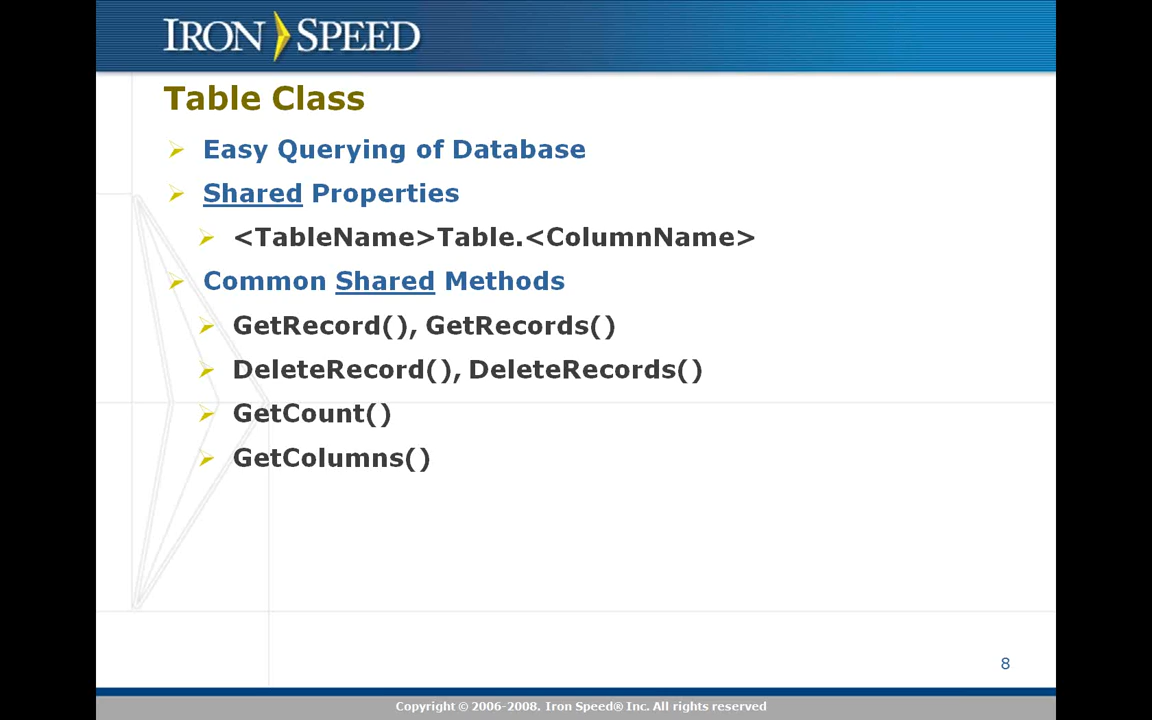 IRON SPEED
Table Class
Easy Querying of Database
Shared Properties
<TableName>Table.<ColumnName>
Common Shared Methods
GetRecord(), GetRecords()
DeleteRecord(), DeleteRecords()
GetCount()
GetColumns()
8
Copyright © 2006-2008. Iron Speed® Inc. All rights reserved